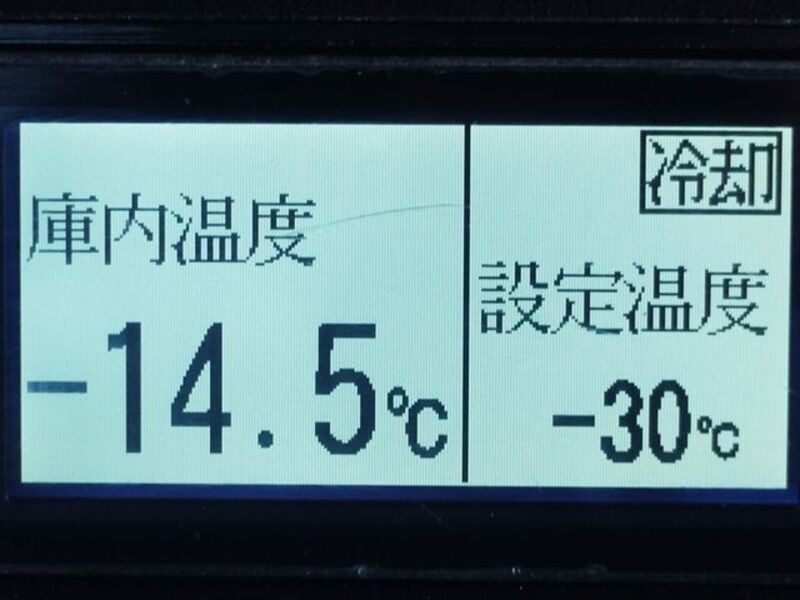 庫内温度
-14.5℃
冷却
設定温度
-30℃